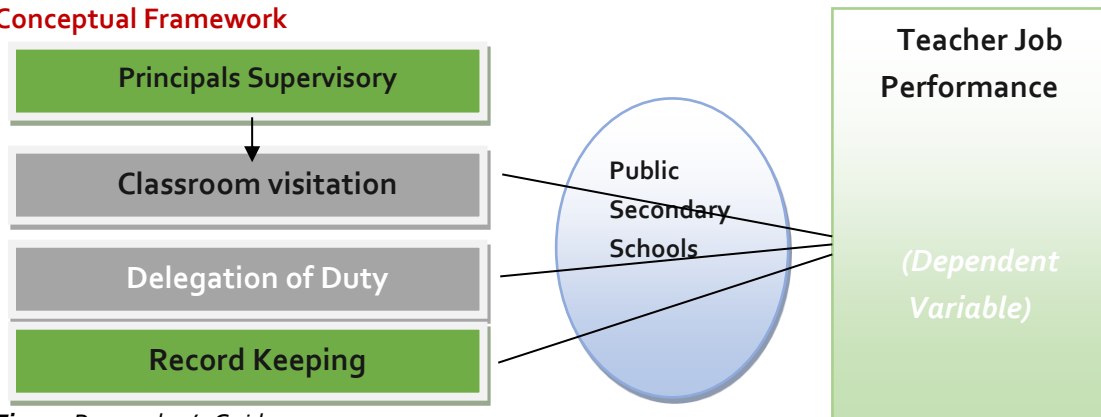 Conceptual Framework
Principals Supervisory
Classroom visitation
Delegation of Duty
Record Keeping
Public
Secondary
Schools
Teacher Job
Performance
(Dependent
Variable)